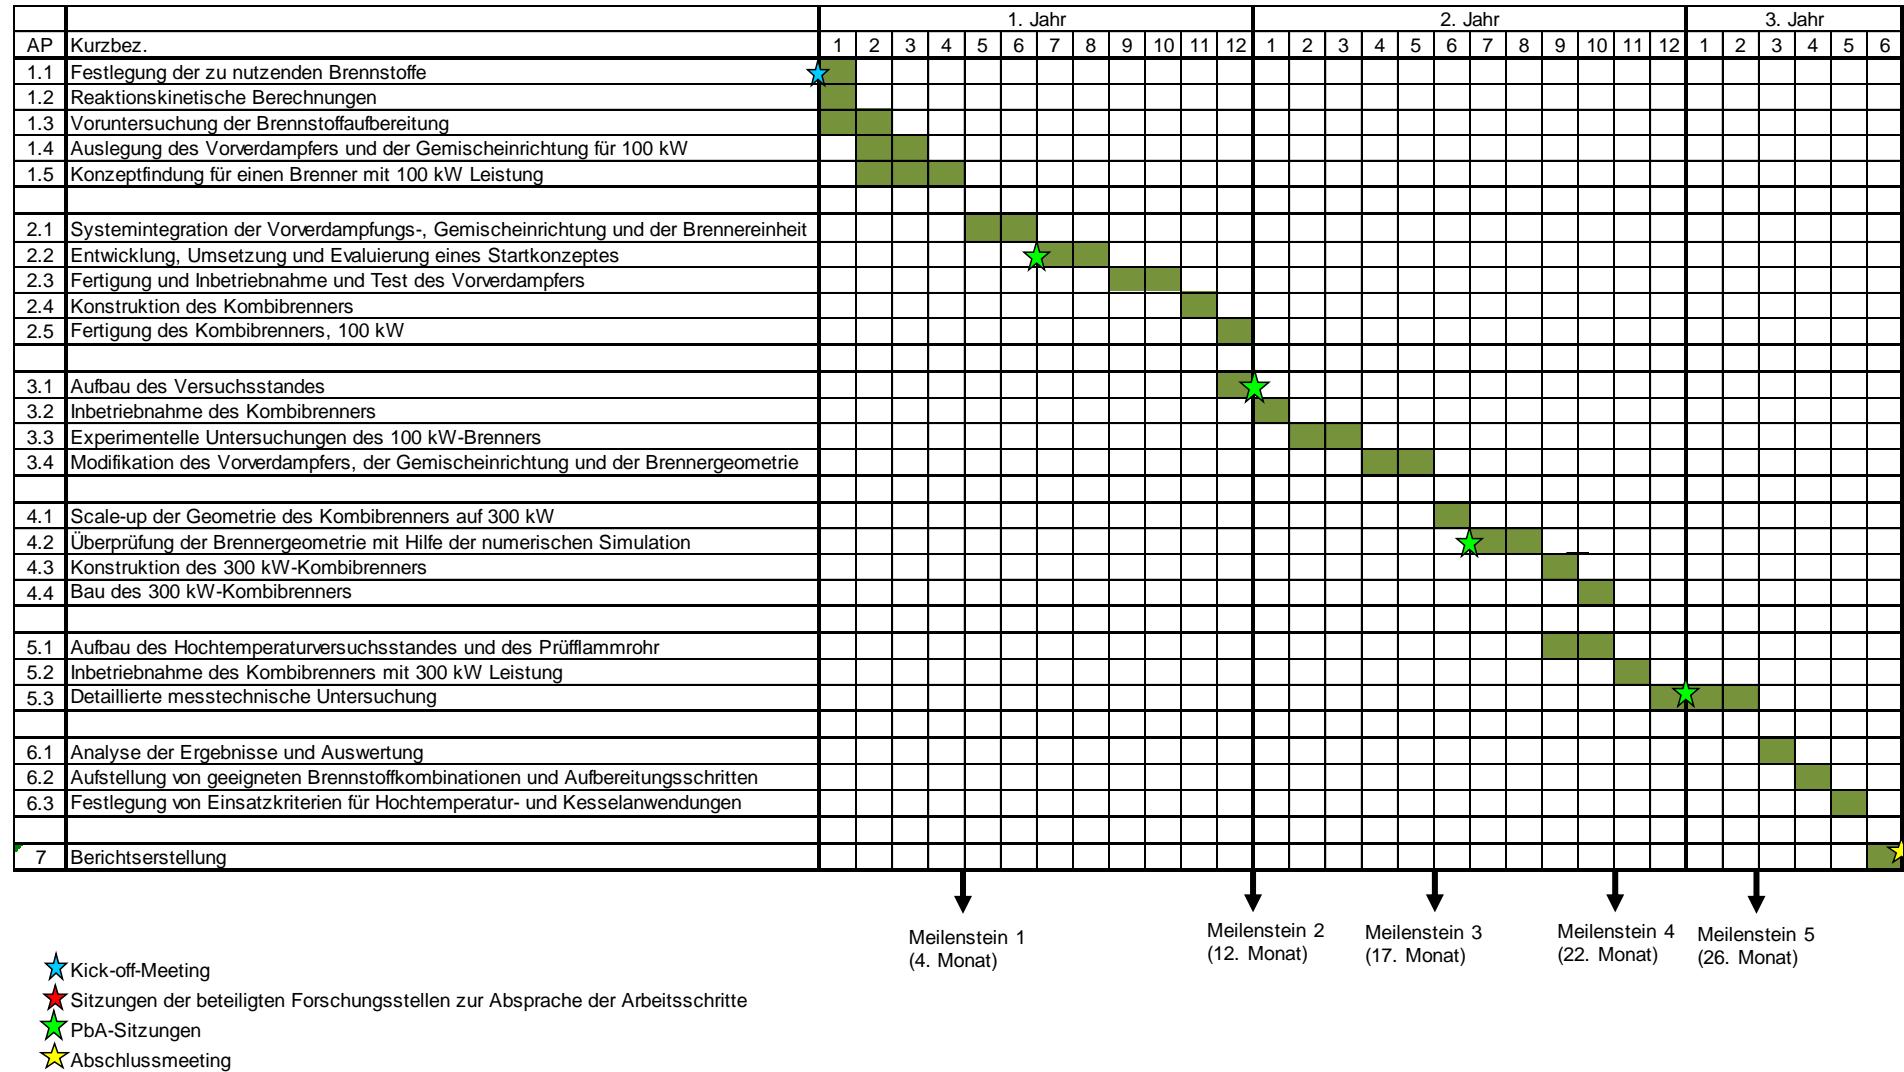 1. Jahr 2. Jahr 3. Jahr
AP Kurzbez. 1 2 3 4 5 6 7 8 9 10 11 12 1 2 3 4 5 6 7 8 9 10 11 12 1 2 3 4 5 6
1.1 Festlegung der zu nutzenden Brennstoffe
1.2 Reaktionskinetische Berechnungen
1.3 Voruntersuchung der Brennstoffaufbereitung
1.4 Auslegung des Vorverdampfers und der Gemischeinrichtung für 100 kW
1.5 Konzeptfindung für einen Brenner mit 100 kW Leistung
2.1 Systemintegration der Vorverdampfungs-, Gemischeinrichtung und der Brennereinheit
2.2 Entwicklung, Umsetzung und Evaluierung eines Startkonzeptes
2.3 Fertigung und Inbetriebnahme und Test des Vorverdampfers
2.4 Konstruktion des Kombibrenners
2.5 Fertigung des Kombibrenners, 100 kW
3.1 Aufbau des Versuchsstandes
3.2 Inbetriebnahme des Kombibrenners
3.3 Experimentelle Untersuchungen des 100 kW-Brenners
3.4 Modifikation des Vorverdampfers, der Gemischeinrichtung und der Brennergeometrie
4.1 Scale-up der Geometrie des Kombibrenners auf 300 kW
4.2 Überprüfung der Brennergeometrie mit Hilfe der numerischen Simulation
4.3 Konstruktion des 300 kW-Kombibrenners
4.4 Bau des 300 kW-Kombibrenners
5.1 Aufbau des Hochtemperaturversuchsstandes und des Prüfflammrohr
5.2 Inbetriebnahme des Kombibrenners mit 300 kW Leistung
5.3 Detaillierte messtechnische Untersuchung
6.1 Analyse der Ergebnisse und Auswertung
6.2 Aufstellung von geeigneten Brennstoffkombinationen und Aufbereitungsschritten
6.3 Festlegung von Einsatzkriterien für Hochtemperatur- und Kesselanwendungen
7 Berichtserstellung
Meilenstein 1
(4. Monat)
Meilenstein 2
(12. Monat)
Meilenstein 3
(17. Monat)
Meilenstein 4
(22. Monat)
Meilenstein 5
(26. Monat)
Kick-off-Meeting
Sitzungen der beteiligten Forschungsstellen zur Absprache der Arbeitsschritte
PbA-Sitzungen
Abschlussmeeting